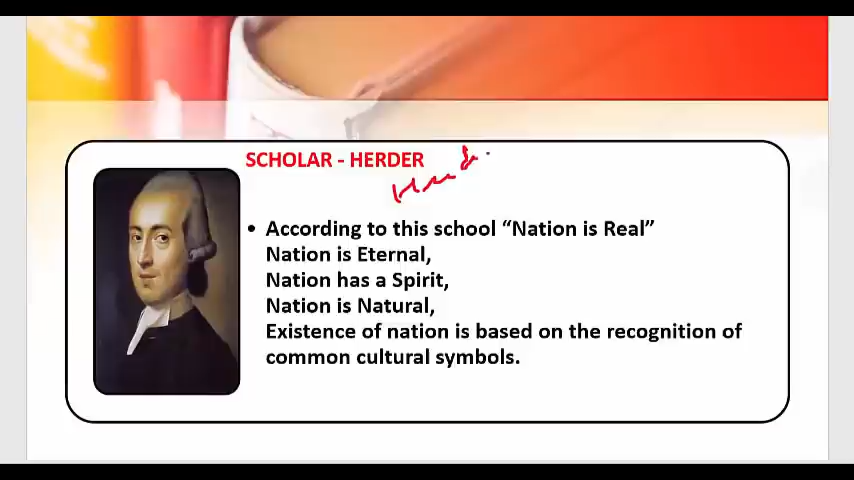 SCHOLAR - HERDER
• According to this school “Nation is Real”
Nation is Eternal,
Nation has a Spirit,
Nation is Natural,
Existence of nation is based on the recognition of
common cultural symbols.